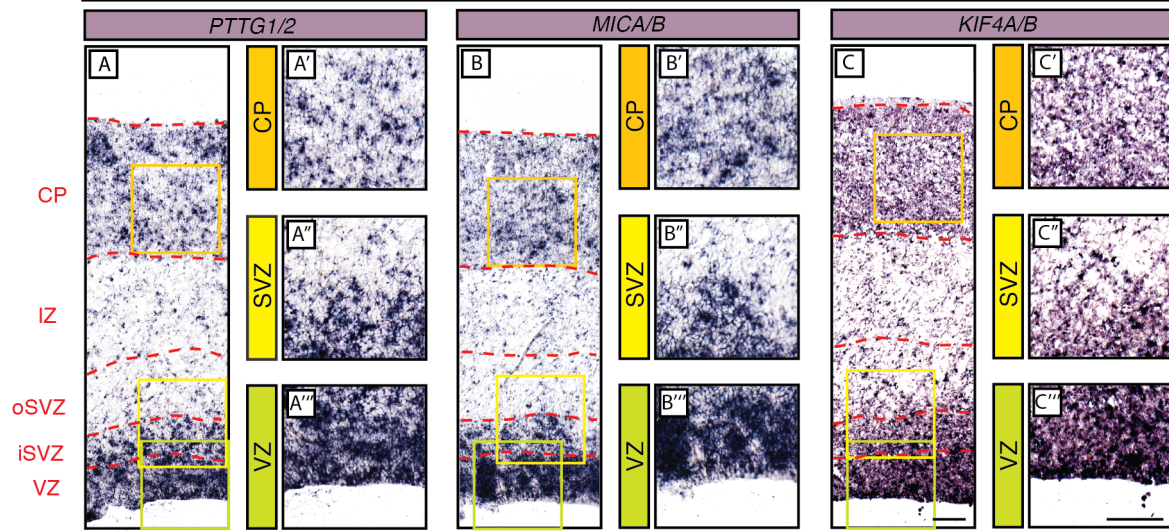 PTTG1/2 MICA/B KIF4A/B
A A′ B B′ C C′
CP CP CP
CP
A″ B″ C″
SVZ SVZ SVZ
IZ
A‴ B‴ C‴
oSVZ
VZ VZ VZ
iSVZ
VZ